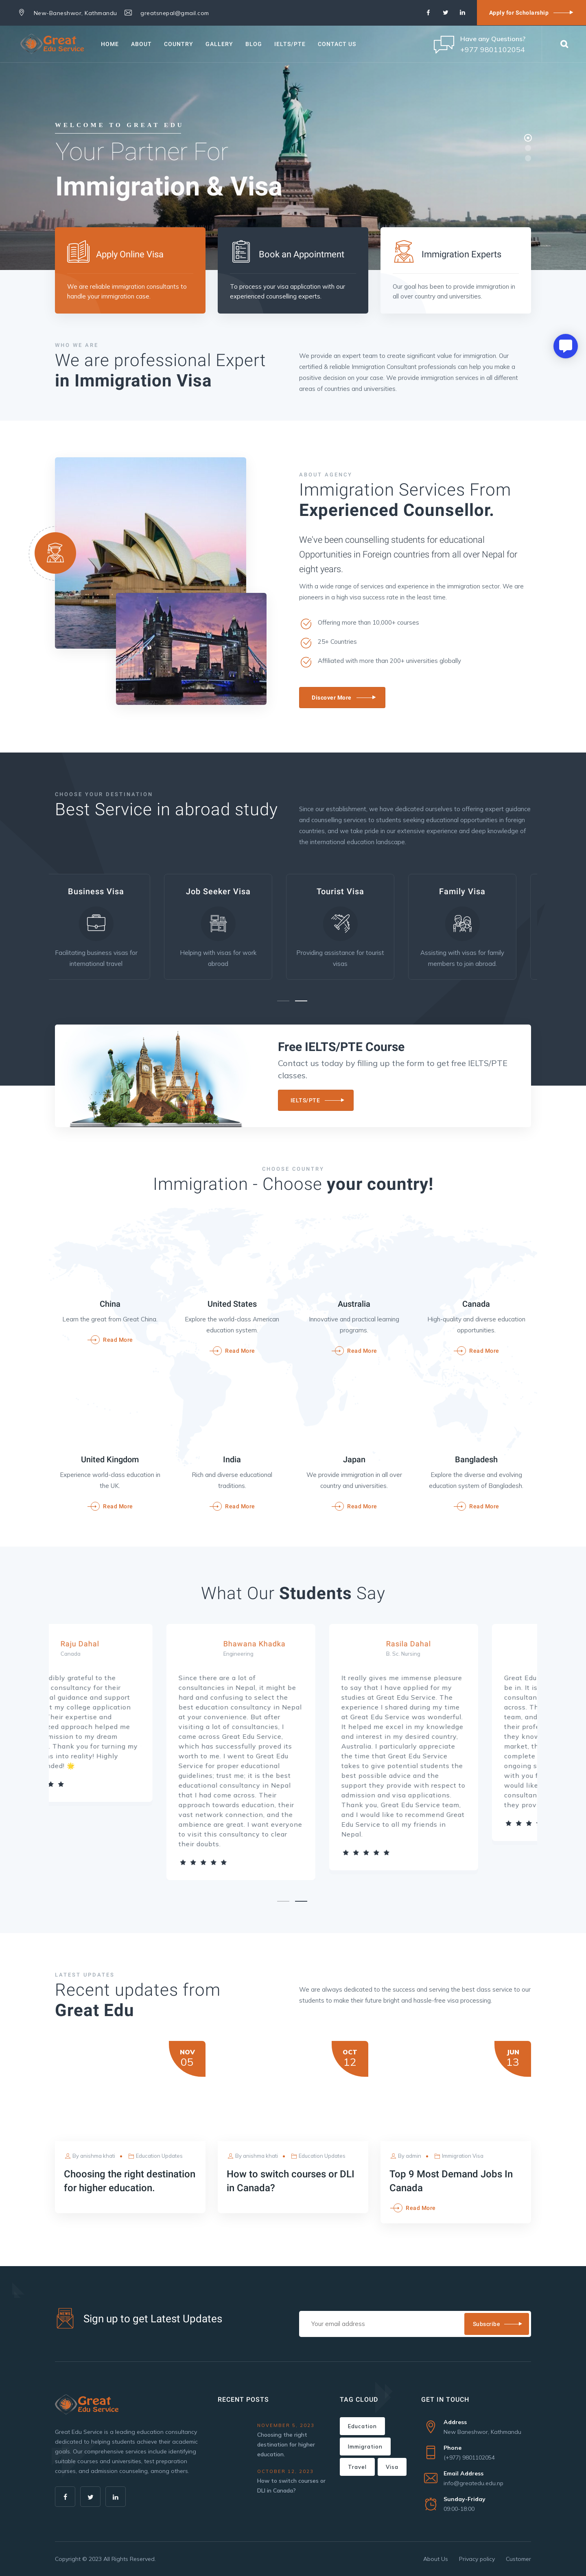 New-Baneshwor, Kathmandu
greatsnepal@gmail.com
Apply for Scholarship
Great
Edu Service
HOME
ABOUT
COUNTRY
GALLERY
BLOG
IELTS/PTE
CONTACT US
Have any Questions?
+977 9801102054
WELCOME TO GREAT EDU
Your Partner For
Immigration & Visa
Apply Online Visa
We are reliable immigration consultants to
handle your immigration case.
Book an Appointment
To process your visa application with our
experienced counselling experts.
Immigration Experts
Our goal has been to provide immigration in
all over country and universities.
WHO WE ARE
We are professional Expert
in Immigration Visa
We provide an expert team to create significant value for immigration. Our
certified & reliable Immigration Consultant professionals can help you make a
positive decision on your case. We provide immigration services in all different
areas of countries and universities.
ABOUT AGENCY
Immigration Services From
Experienced Counsellor.
We've been counselling students for educational
Opportunities in Foreign countries from all over Nepal for
eight years.
With a wide range of services and experience in the immigration sector. We are
pioneers in a high visa success rate in the least time.
Offering more than 10,000+ courses
25+ Countries
Affiliated with more than 200+ universities globally
Discover More
CHOOSE YOUR DESTINATION
Best Service in abroad study
Since our establishment, we have dedicated ourselves to offering expert guidance
and counselling services to students seeking educational opportunities in foreign
countries, and we take pride in our extensive experience and deep knowledge of
the international education landscape.
Business Visa
Facilitating business visas for
international travel
Job Seeker Visa
Helping with visas for work
abroad
Tourist Visa
Providing assistance for tourist
visas
Family Visa
Assisting with visas for family
members to join abroad
Free IELTS/PTE Course
Contact us today by filling up the form to get free IELTS/PTE
classes.
IELTS/PTE
CHOOSE COUNTRY
Immigration - Choose your country!
China
Learn the greet from Great China.
Read More
United States
Explore the world-class American
education system
Read More
Australia
Innovative and practical learning
programs.
Read More
Canada
High-quality and diverse education
opportunities.
Read More
United Kingdom
Experience world-class education in
the UK.
Read More
India
Rich and diverse educational
traditions.
Read More
Japan
We provide immigration in all over
country and universities.
Read More
Bangladesh
Explore the diverse and evolving
education system of Bangladesh.
Read More
What Our Students Say
Raju Dahal
Canada
dibly grateful to the
consultancy for their
al guidance and support
t my college application
heir expertise and
ed approach helped me
mission to my dream
. Thank you for turning my
s into reality! Highly
nded! 🌟
Bhawana Khadka
Engineering
Since there are a lot of
consultancies in Nepal, it might be
hard and confusing to select the
best education consultancy in Nepal
at your convenience. But after
visiting a lot of consultancies, I
came across Great Edu Service,
which has successfully proved its
worth to me. I went to Great Edu
Service for proper educational
guidelines; trust me; it is the best
educational consultancy in Nepal
that I had come across. Their
approach towards education, their
vast network connection, and the
ambience are great. I want everyone
to visit this consultancy to clear
their doubts.
Rasila Dahal
B. Sc. Nursing
It really gives me immense pleasure
to say that I have applied for my
studies at Great Edu Service. The
experience I shared during my time
at Great Edu Service was wonderful.
It helped me excel in my knowledge
and interest in my desired country,
Australia. I particularly appreciate
the time that Great Edu Service
takes to give potential students the
best possible advice and the
support they provide with respect to
admission and visa applications.
Thank you, Great Edu Service team,
and I would like to recommend Great
Edu Service to all my friends in
Nepal.
Great Edu
be in. It is
consultan
across. Th
team, and
their profe
they know
market, th
complete
ongoing s
with you f
would like
consultan
they prov
LATEST UPDATES
Recent updates from
Great Edu
We are always dedicated to the success and serving the best class service to our
students to make their future bright and hassle-free visa processing.
NOV
05
By anishma khati
Education Updates
Choosing the right destination
for higher education.
OCT
12
By anishma khati
Education Updates
How to switch courses or DLI
in Canada?
JUN
13
By admin
Immigration Visa
Top 9 Most Demand Jobs In
Canada
Read More
NEWS
Sign up to get Latest Updates
Your email address
Subscribe
Great
Edu Service
Great Edu Service is a leading education consultancy
dedicated to helping students achieve their academic
goals. Our comprehensive services include identifying
suitable courses and universities, test preparation,
and admission counseling, among others.
RECENT POSTS
NOVEMBER 5, 2023
Choosing the right
destination for higher
education.
OCTOBER 12, 2023
How to switch courses or
DLI in Canada?
TAG CLOUD
Education
Immigration
Travel
Visa
GET IN TOUCH
Address
New Baneshwor, Kathmandu
Phone
(+977) 9801102054
Email Address
info@greatedu.edu.np
Sunday-Friday
09:00-18:00
Copyright © 2023 All Rights Reserved.
About Us
Privacy policy
Customer